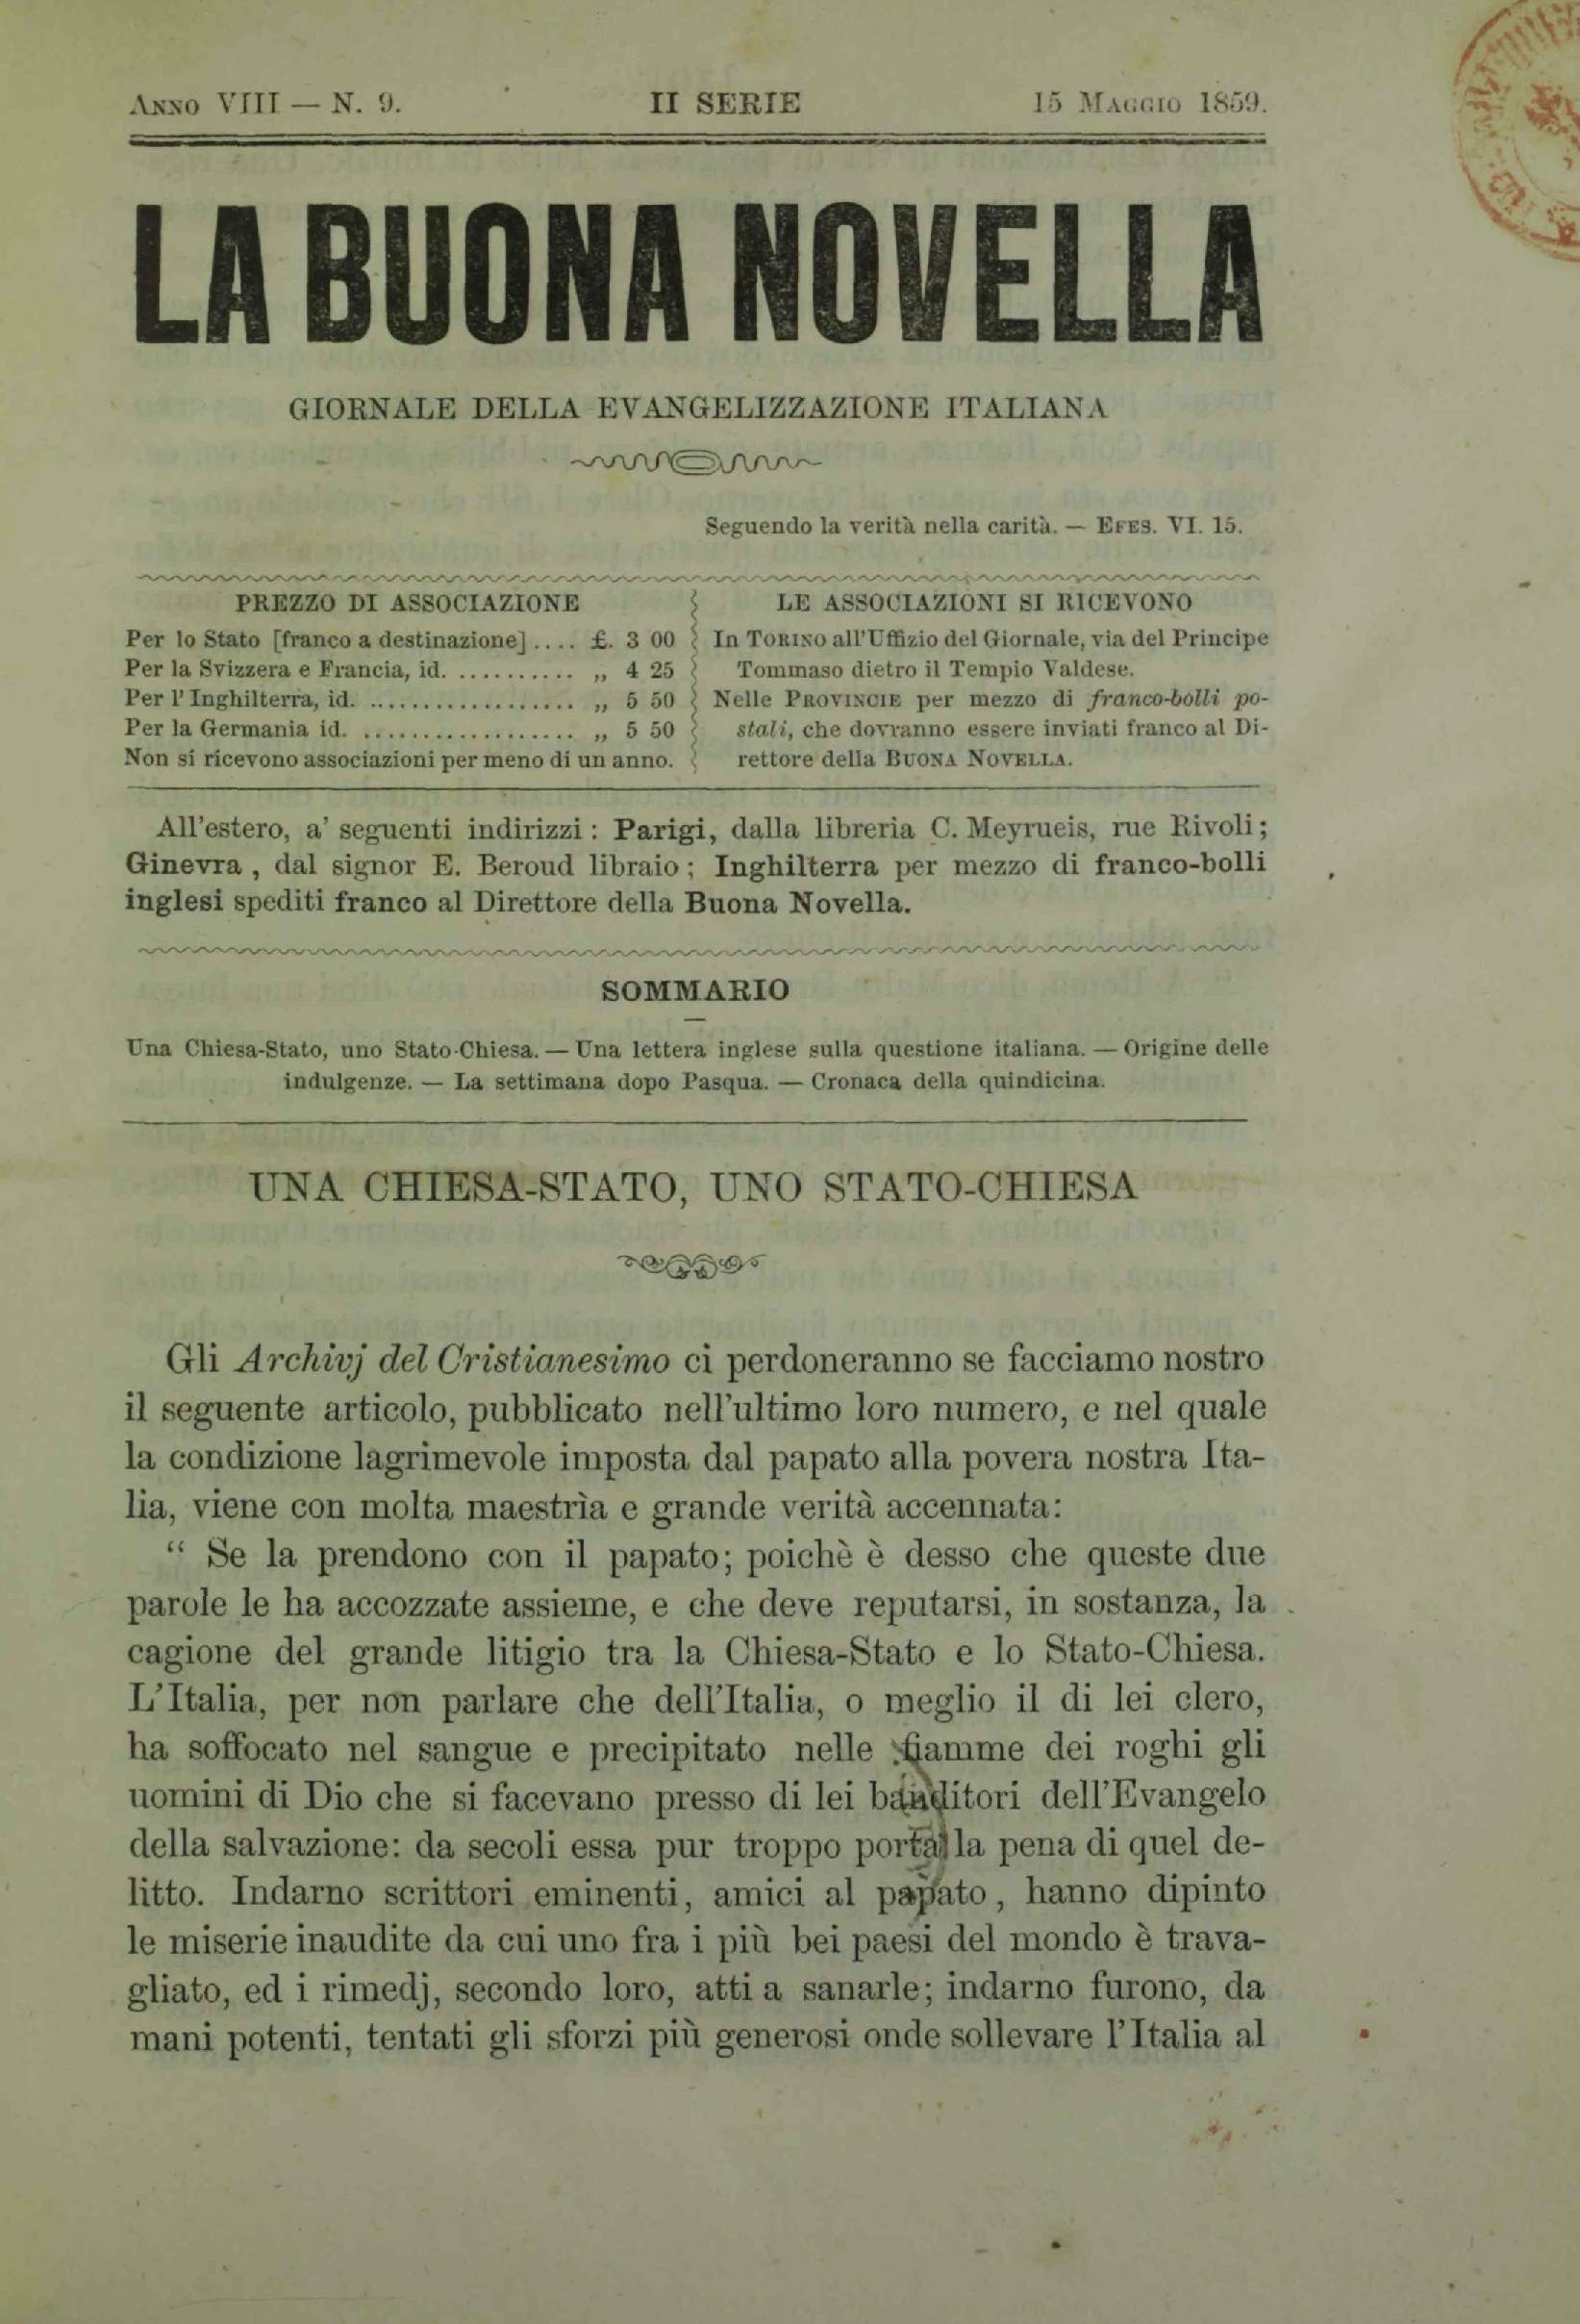 ANNO VIII — N. 9.
II SERIE
15 MAGGIO 1859.
LA BUONA NOVELLA
GIORNALE DELLA EVANGELIZZAZIONE ITALIANA
Seguendo la verità nella carità. — EFES. VI. 15.
PREZZO DI ASSOCIAZIONE
Per lo Stato [franco a destinazione] .... £. 3 00
Per la Svizzera e Francia, id. .......... „ 4 25
Per l'Inghilterra, id. .................. „ 5 50
Per la Germania id. .................. „ 5 50
Non si ricevono associazioni per meno di un anno.
LE ASSOCIAZIONI SI RICEVONO
In TORINO all'Uffizio del Giornale, via del Principe
Tommaso dietro il Tempio Valdese.
Nelle PROVINCIE per mezzo di franco-bolli po-
stali, che dovranno essere inviati franco al Di-
rettore della BUONA NOVELLA.
All'estero, a' seguenti indirizzi: Parigi, dalla libreria C. Meyrueis, rue Rivoli;
Ginevra, dal signor E. Beroud libraio; Inghilterra per mezzo di franco-bolli
inglesi spediti franco al Direttore della Buona Novella.
SOMMARIO
Una Chiesa-Stato, uno Stato-Chiesa. — Una lettera inglese sulla questione italiana. — Origine delle
indulgenze. — La settimana dopo Pasqua. — Cronaca della quindicina.
UNA CHIESA-STATO, UNO STATO-CHIESA
Gli Archivj del Cristianesimo ci perdoneranno se facciamo nostro
il seguente articolo, pubblicato nell'ultimo loro numero, e nel quale
la condizione lagrimevole imposta dal papato alla povera nostra Ita-
lia, viene con molta maestrìa e grande verità accennata:
“ Se la prendono con il papato; poichè è desso che queste due
parole le ha accozzate assieme, e che deve reputarsi, in sostanza, la
cagione del grande litigio tra la Chiesa-Stato e lo Stato-Chiesa.
L'Italia, per non parlare che dell'Italia, o meglio il di lei clero,
ha soffocato nel sangue e precipitato nelle fiamme dei roghi gli
uomini di Dio che si facevano presso di lei banditori dell'Evangelo
della salvazione: da secoli essa pur troppo porta la pena di quel de-
litto. Indarno scrittori eminenti, amici al papato, hanno dipinto
le miserie inaudite da cui uno fra i più bei paesi del mondo è trava-
gliato, ed i rimedj, secondo loro, atti a sanarle; indarno furono, da
mani potenti, tentati gli sforzi più generosi onde sollevare l'Italia al